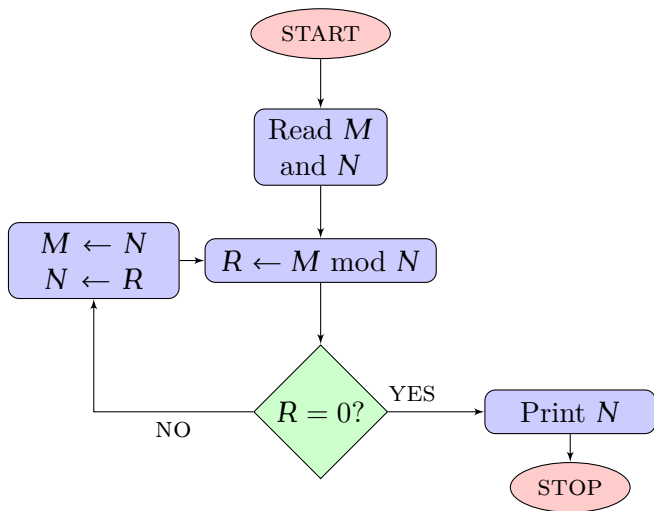 START
Read M
and N
M ← N
N ← R
R ← M mod N
R = 0?
YES
NO
Print N
STOP